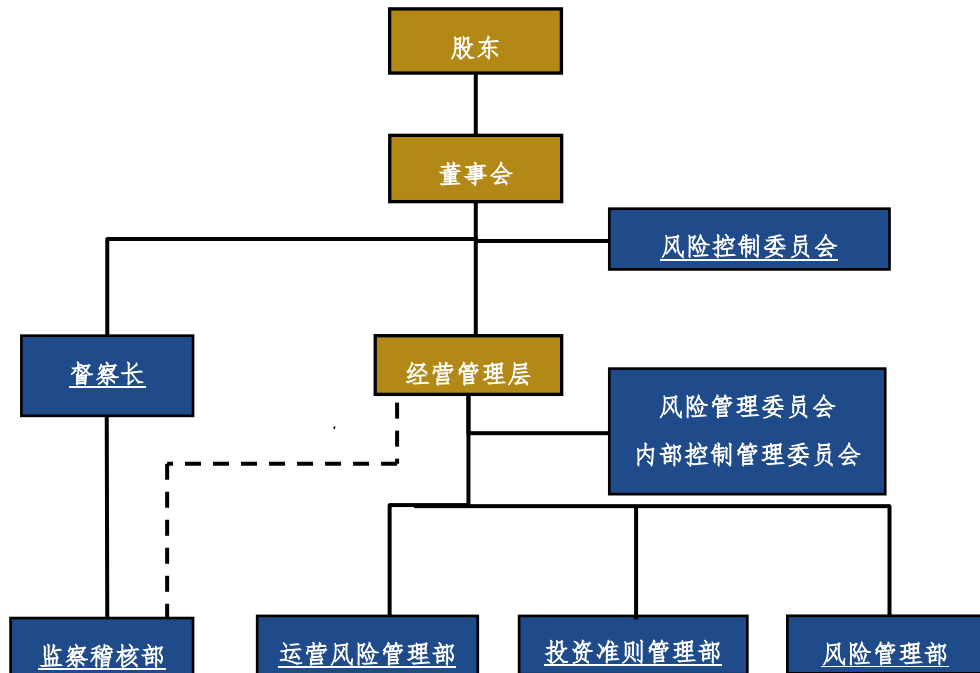 股东
董事会
风险控制委员会
督察长
经营管理层
风险管理委员会
内部控制管理委员会
监察稽核部
运营风险管理部
投资准则管理部
风险管理部